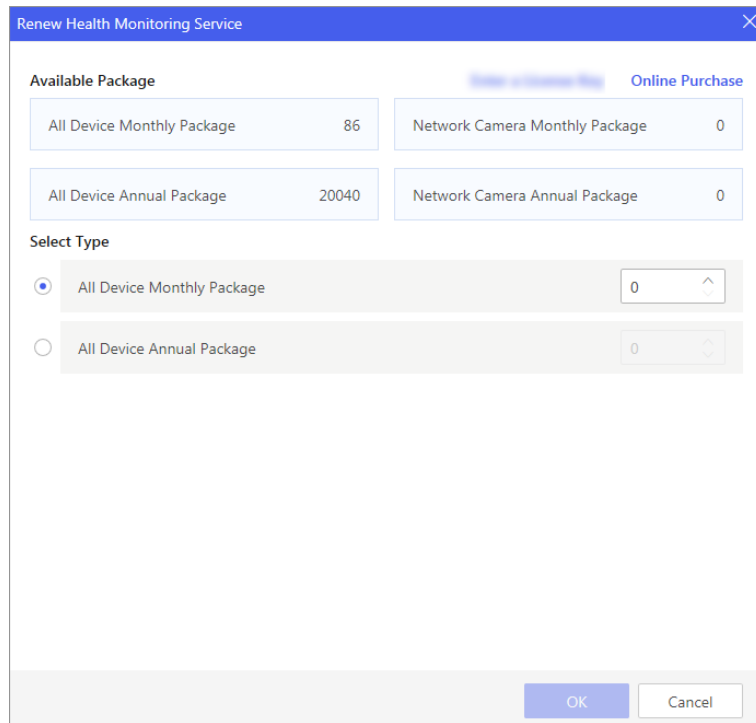 Renew Health Monitoring Service
Available Package
Online Purchase
All Device Monthly Package 86
Network Camera Monthly Package 0
All Device Annual Package 20040
Network Camera Annual Package 0
Select Type
All Device Monthly Package 0
All Device Annual Package 0
OK Cancel